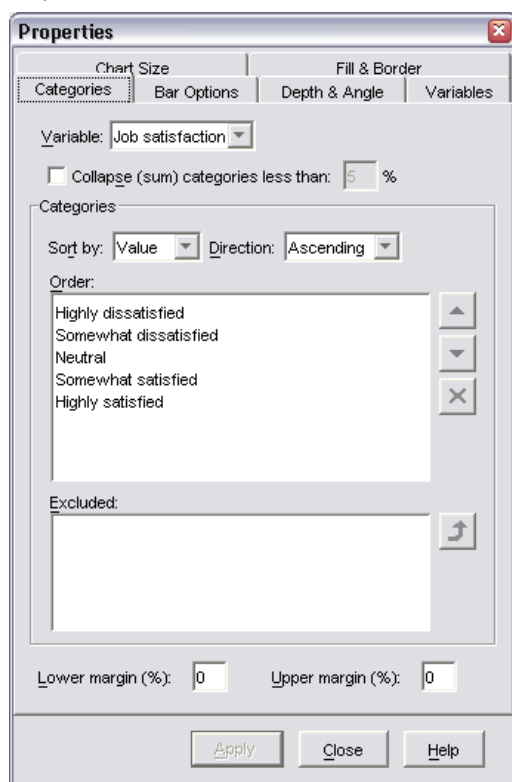 Properties
Chart Size Fill & Border
Categories Bar Options Depth & Angle Variables
Variable: Job satisfaction
Collapse (sum) categories less than: 5 %
Categories
Sort by: Value Direction: Ascending
Order:
Highly dissatisfied
Somewhat dissatisfied
Neutral
Somewhat satisfied
Highly satisfied
Excluded:
Lower margin (%): 0 Upper margin (%): 0
Apply Close Help